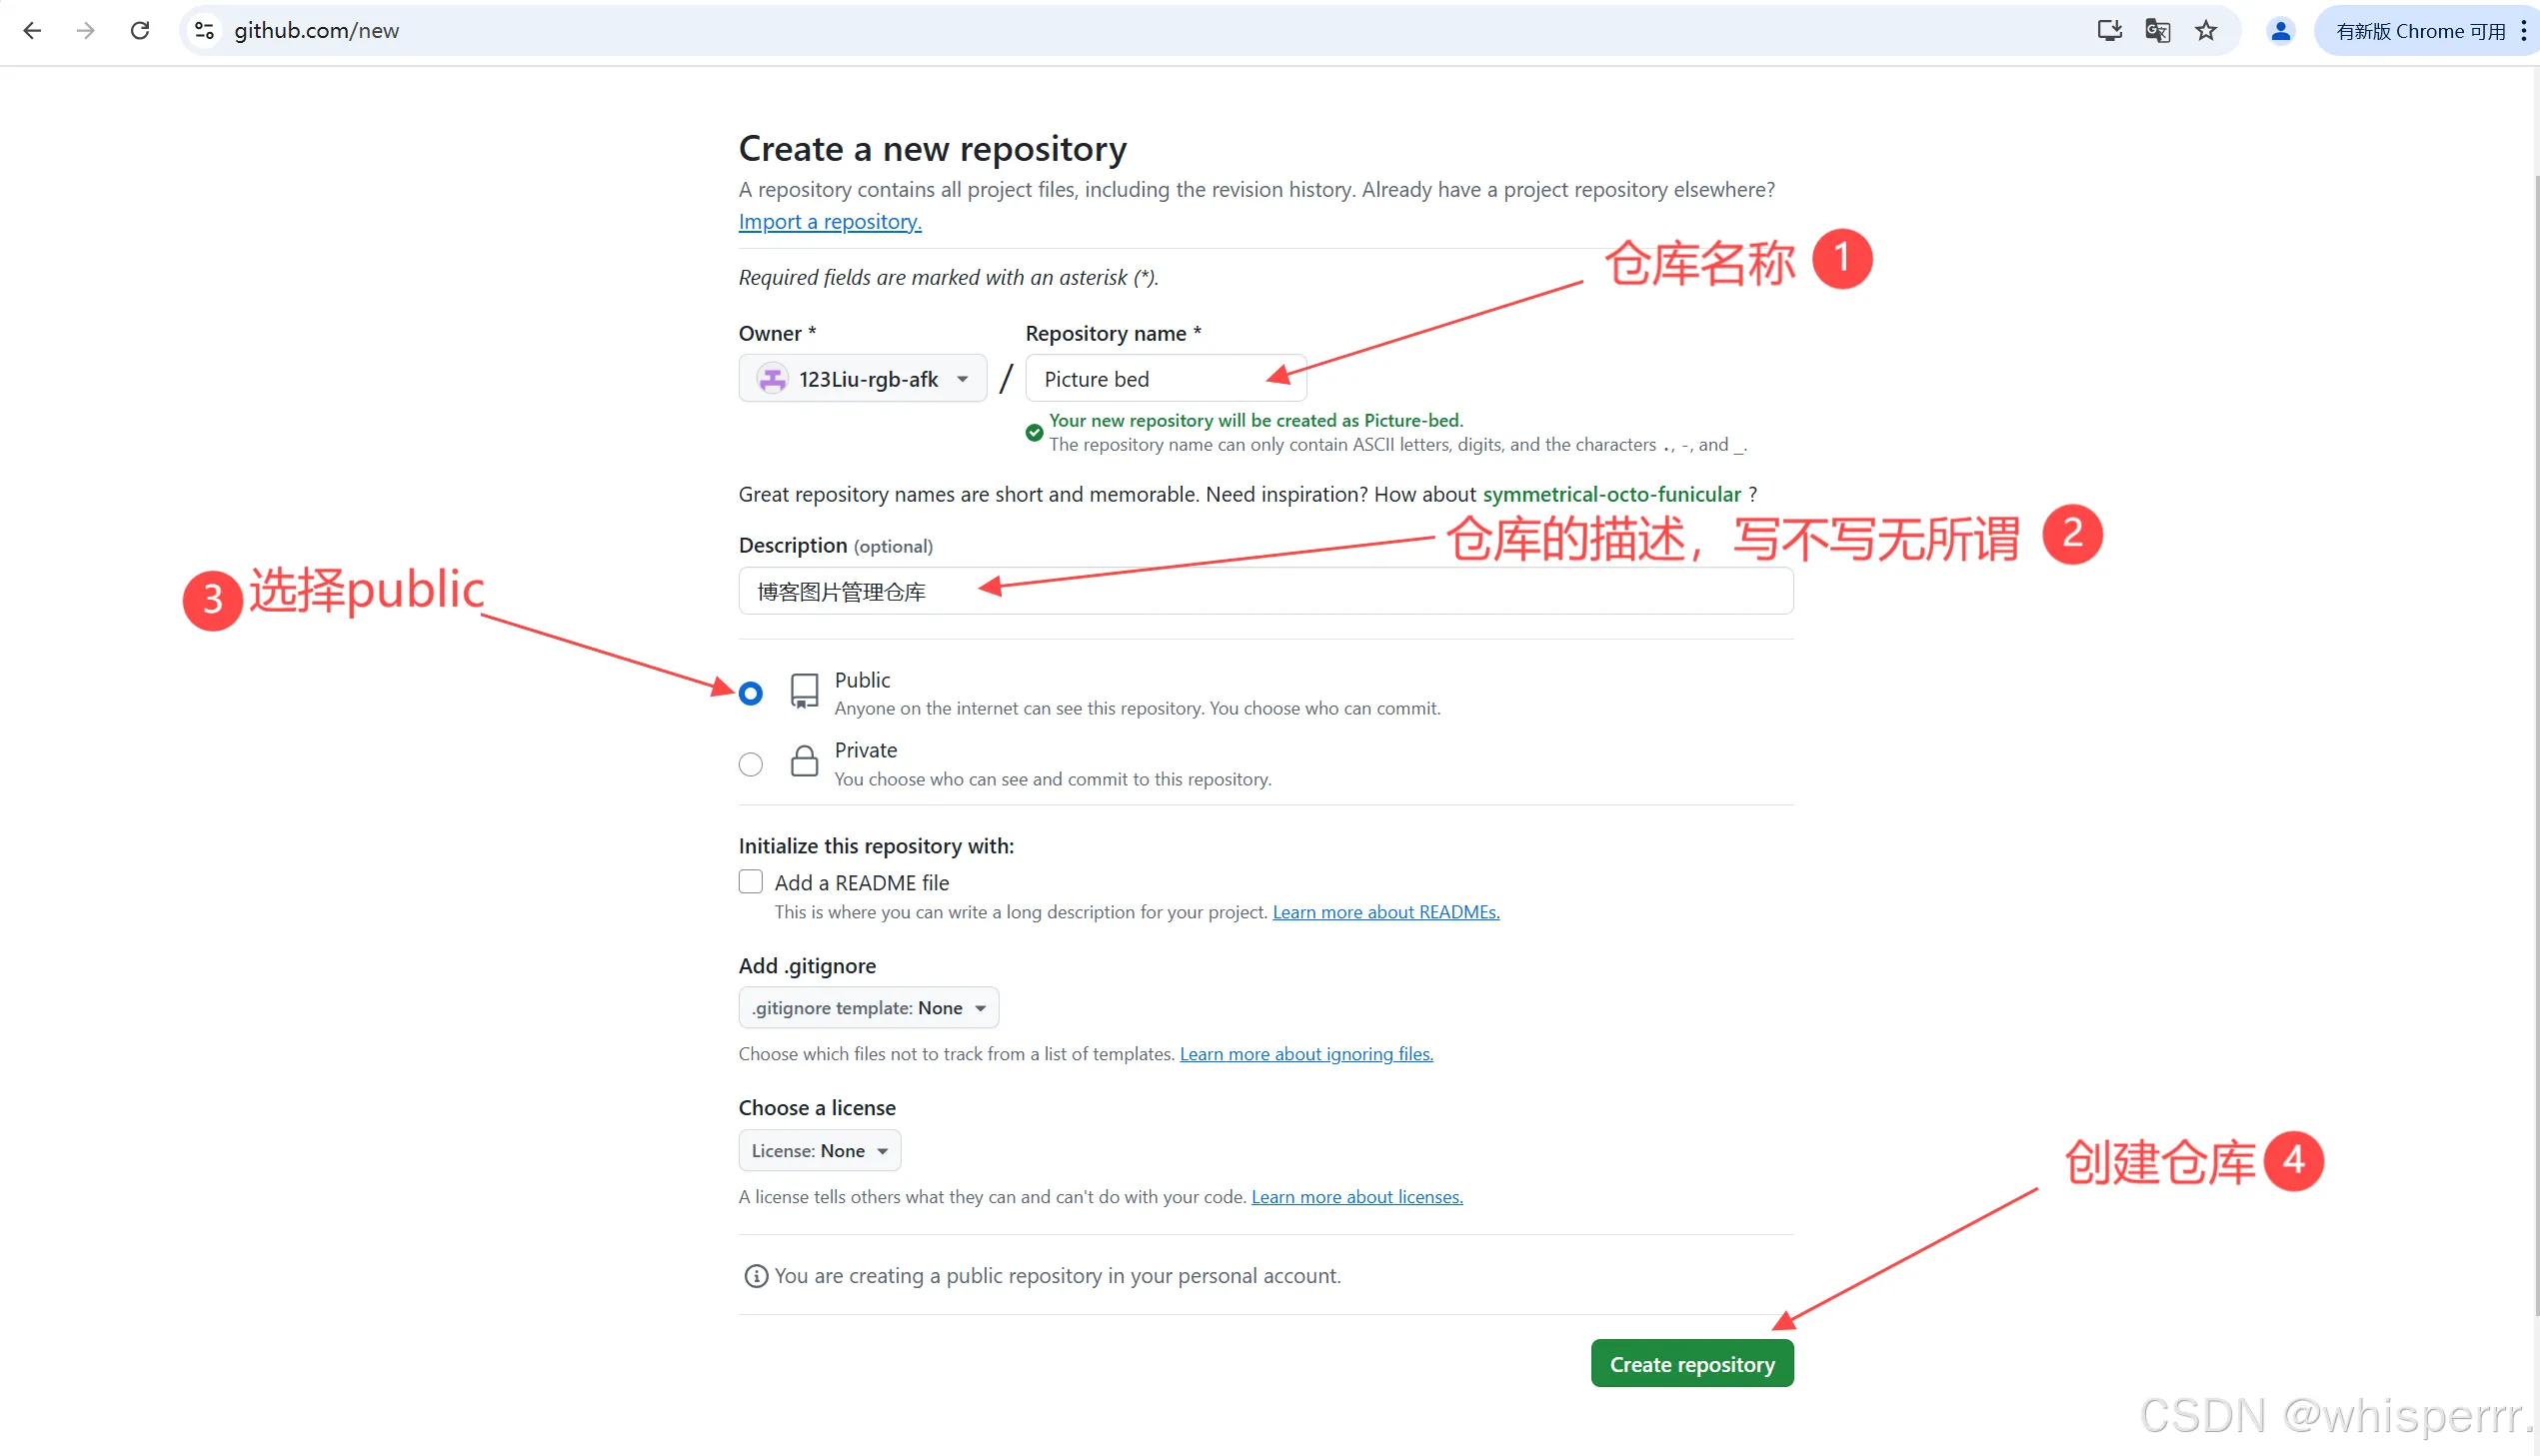 github.com/new
有新版 Chrome 可用
Create a new repository
A repository contains all project files, including the revision history. Already have a project repository elsewhere?
Import a repository.
仓库名称 1
Required fields are marked with an asterisk (*).
Owner *
Repository name *
123Liu-rgb-afk
/
Picture bed
Your new repository will be created as Picture-bed.
The repository name can only contain ASCII letters, digits, and the characters ., -, and _.
Great repository names are short and memorable. Need inspiration? How about symmetrical-octo-funicular ?
仓库的描述，写不写无所谓 2
Description (optional)
博客图片管理仓库
3 选择public
Public
Anyone on the internet can see this repository. You choose who can commit.
Private
You choose who can see and commit to this repository.
Initialize this repository with:
Add a README file
This is where you can write a long description for your project. Learn more about READMEs.
Add .gitignore
.gitignore template: None
Choose which files not to track from a list of templates. Learn more about ignoring files.
Choose a license
License: None
创建仓库 4
A license tells others what they can and can't do with your code. Learn more about licenses.
You are creating a public repository in your personal account.
Create repository
CSDN @whisperrr.